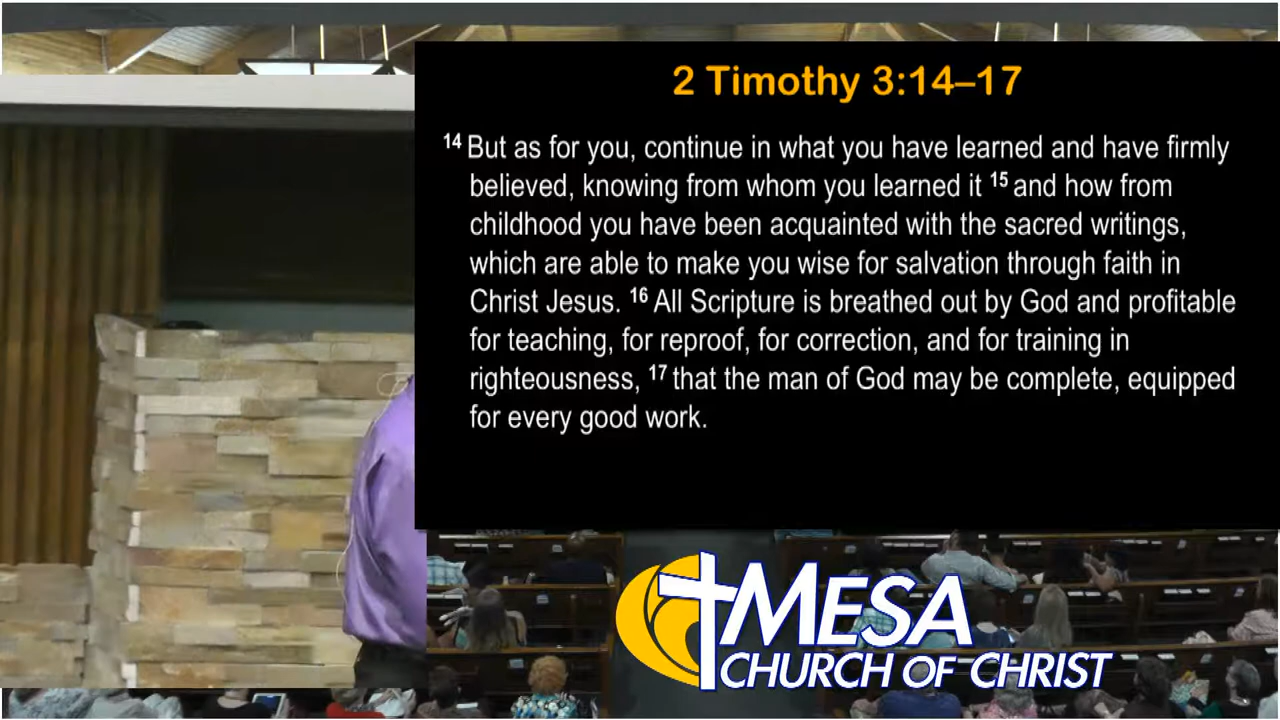 2 Timothy 3:14–17
14 But as for you, continue in what you have learned and have firmly
believed, knowing from whom you learned it 15 and how from
childhood you have been acquainted with the sacred writings,
which are able to make you wise for salvation through faith in
Christ Jesus. 16 All Scripture is breathed out by God and profitable
for teaching, for reproof, for correction, and for training in
righteousness, 17 that the man of God may be complete, equipped
for every good work.
MESA
CHURCH OF CHRIST